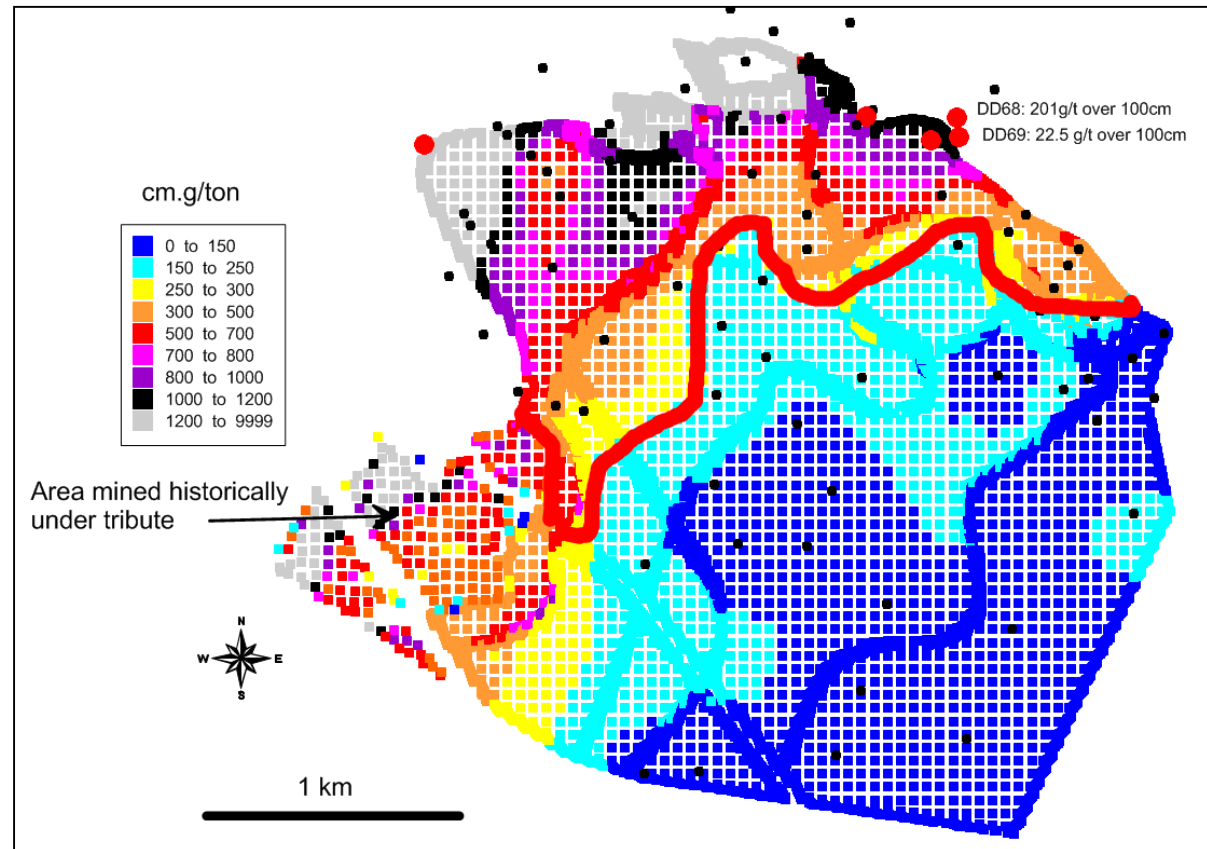 DD68: 201g/t over 100cm
DD69: 22.5 g/t over 100cm
cm.g/ton
0 to 150
150 to 250
250 to 300
300 to 500
500 to 700
700 to 800
800 to 1000
1000 to 1200
1200 to 9999
Area mined historically
under tribute
N
W E
S
1 km